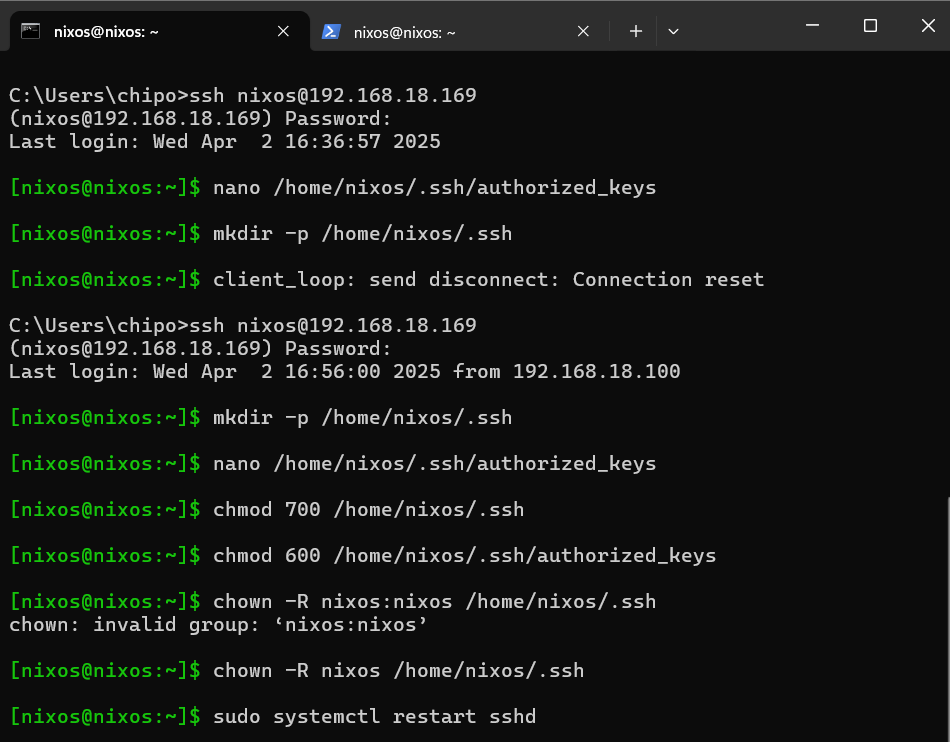 nixos@nixos: ~
nixos@nixos: ~
C:\Users\chipo>ssh nixos@192.168.18.169
(nixos@192.168.18.169) Password:
Last login: Wed Apr  2 16:36:57 2025
[nixos@nixos:~]$ nano /home/nixos/.ssh/authorized_keys
[nixos@nixos:~]$ mkdir -p /home/nixos/.ssh
[nixos@nixos:~]$ client_loop: send disconnect: Connection reset
C:\Users\chipo>ssh nixos@192.168.18.169
(nixos@192.168.18.169) Password:
Last login: Wed Apr  2 16:56:00 2025 from 192.168.18.100
[nixos@nixos:~]$ mkdir -p /home/nixos/.ssh
[nixos@nixos:~]$ nano /home/nixos/.ssh/authorized_keys
[nixos@nixos:~]$ chmod 700 /home/nixos/.ssh
[nixos@nixos:~]$ chmod 600 /home/nixos/.ssh/authorized_keys
[nixos@nixos:~]$ chown -R nixos:nixos /home/nixos/.ssh
chown: invalid group: ‘nixos:nixos’
[nixos@nixos:~]$ chown -R nixos /home/nixos/.ssh
[nixos@nixos:~]$ sudo systemctl restart sshd